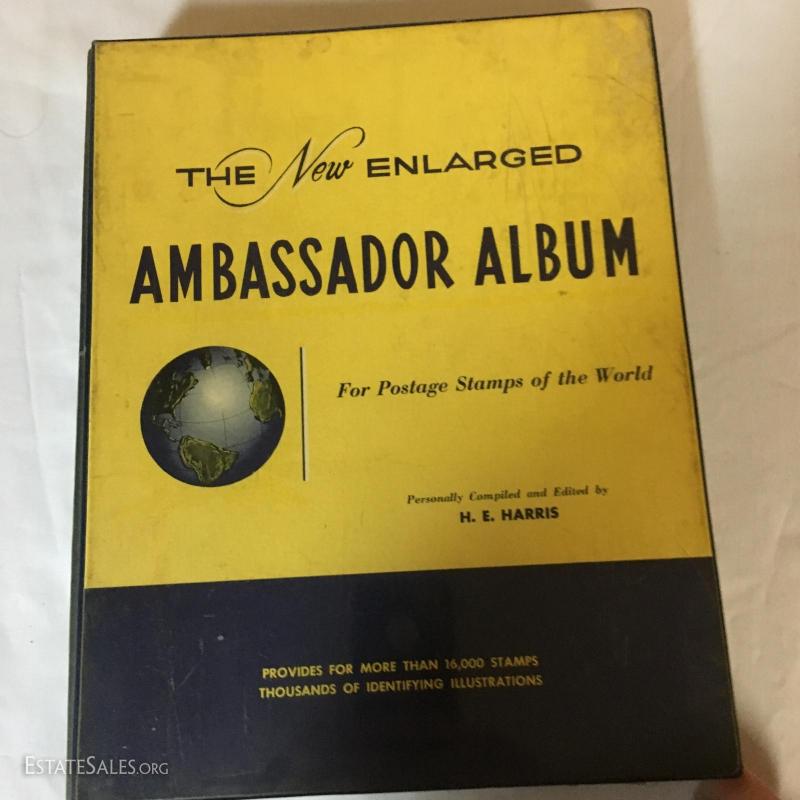 THE New ENLARGED
AMBASSADOR ALBUM
For Postage Stamps of the World
Personally Compiled and Edited by
H. E. HARRIS
PROVIDES FOR MORE THAN 16,000 STAMPS
THOUSANDS OF IDENTIFYING ILLUSTRATIONS
ESTATESALES.ORG